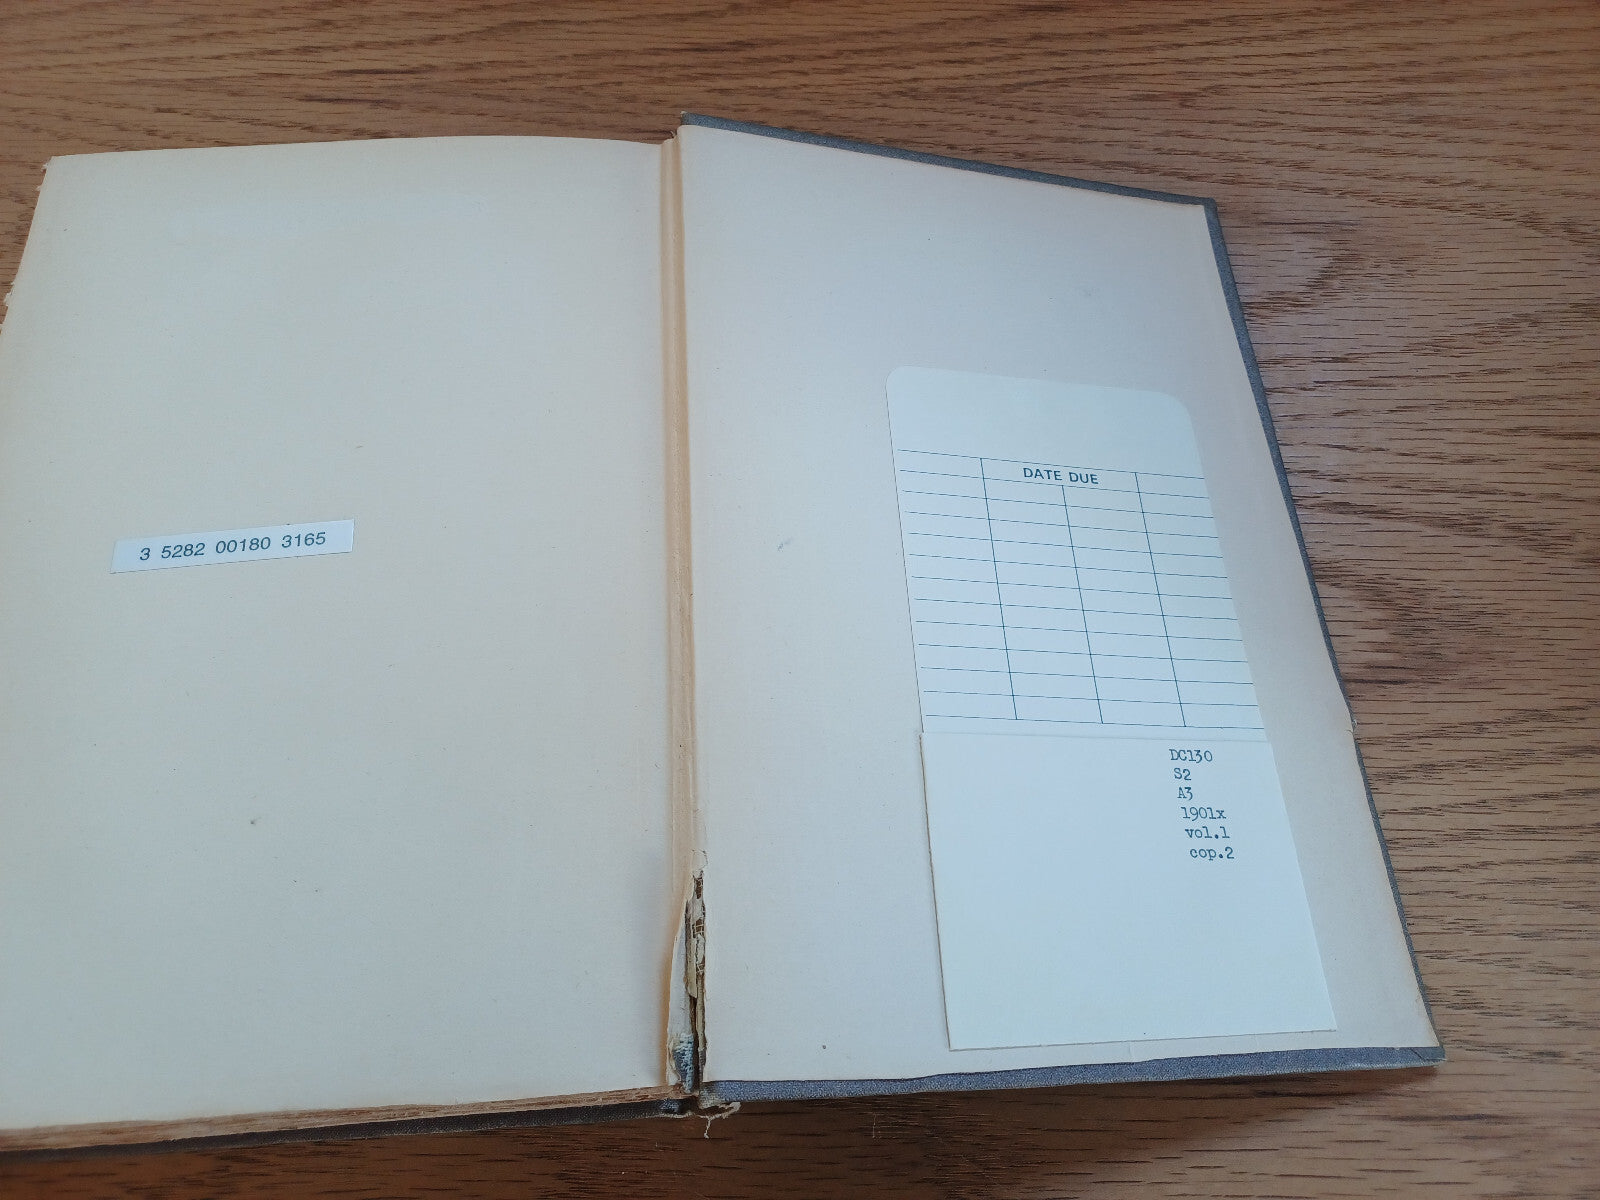 3 5282 00180 3165
DATE DUE
DC130
S2
A3
1901x
vol.1
cop.2